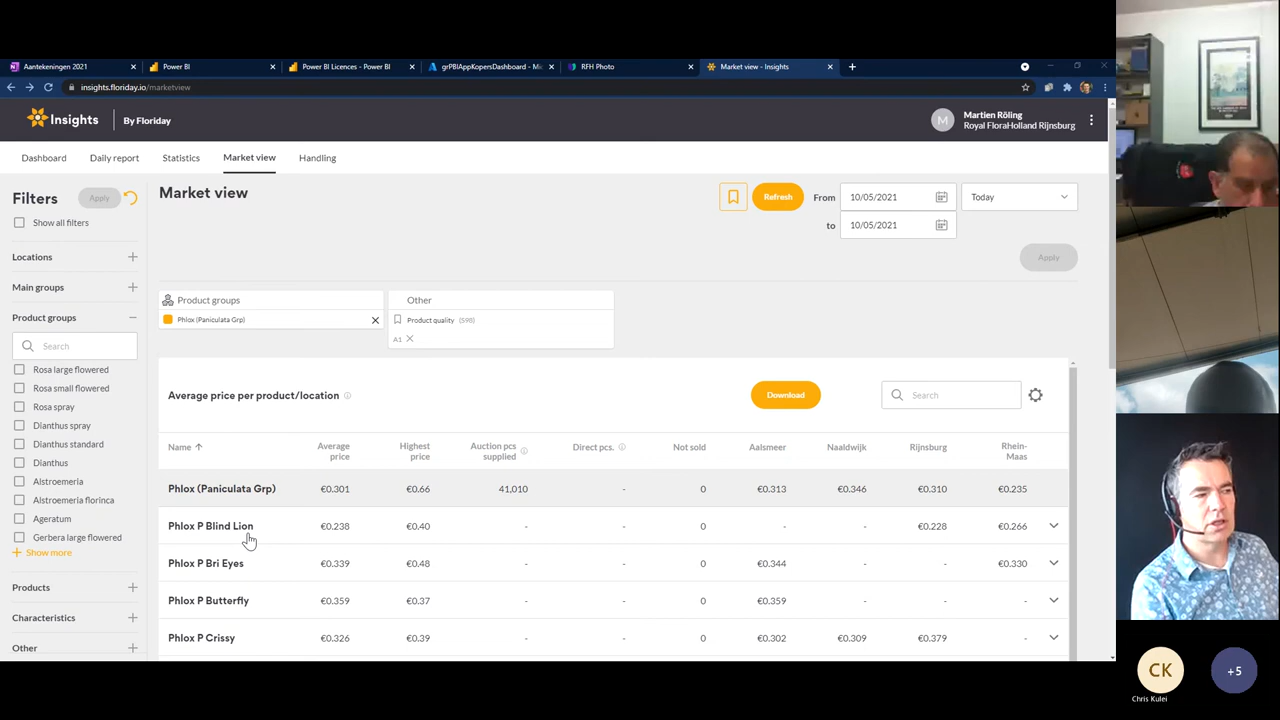 Aantekeningen 2021
Power BI
Power BI Licences - Power BI
grPBIAppKopersDashboard - Mic
RFH Photo
Market view - Insights
insights.floriday.io/marketview
Insights
By Floriday
M
Martien Röling
Royal FloraHolland Rijnsburg
Dashboard
Daily report
Statistics
Market view
Handling
Filters
Apply
Market view
Refresh
From
10/05/2021
Today
to
10/05/2021
Apply
Show all filters
Locations
Main groups
Product groups
Search
Rosa large flowered
Rosa small flowered
Rosa spray
Dianthus spray
Dianthus standard
Dianthus
Alstroemeria
Alstroemeria florinca
Ageratum
Gerbera large flowered
Show more
Products
Characteristics
Other
Product groups
Phlox (Paniculata Grp)
Other
Product quality (598)
A1
Average price per product/location
Download
Search
Name Average price Highest price Auction pcs supplied Direct pcs. Not sold Aalsmeer Naaldwijk Rijnsburg Rhein-Maas
Phlox (Paniculata Grp) €0.301 €0.66 41,010 - 0 €0.313 €0.346 €0.310 €0.235
Phlox P Blind Lion €0.238 €0.40 - - 0 - - €0.228 €0.266
Phlox P Bri Eyes €0.339 €0.48 - - 0 €0.344 - - €0.330
Phlox P Butterfly €0.359 €0.37 - - 0 €0.359 - - -
Phlox P Crissy €0.326 €0.39 - - 0 €0.302 €0.309 €0.379 -
CK
+5
Chris Kulei